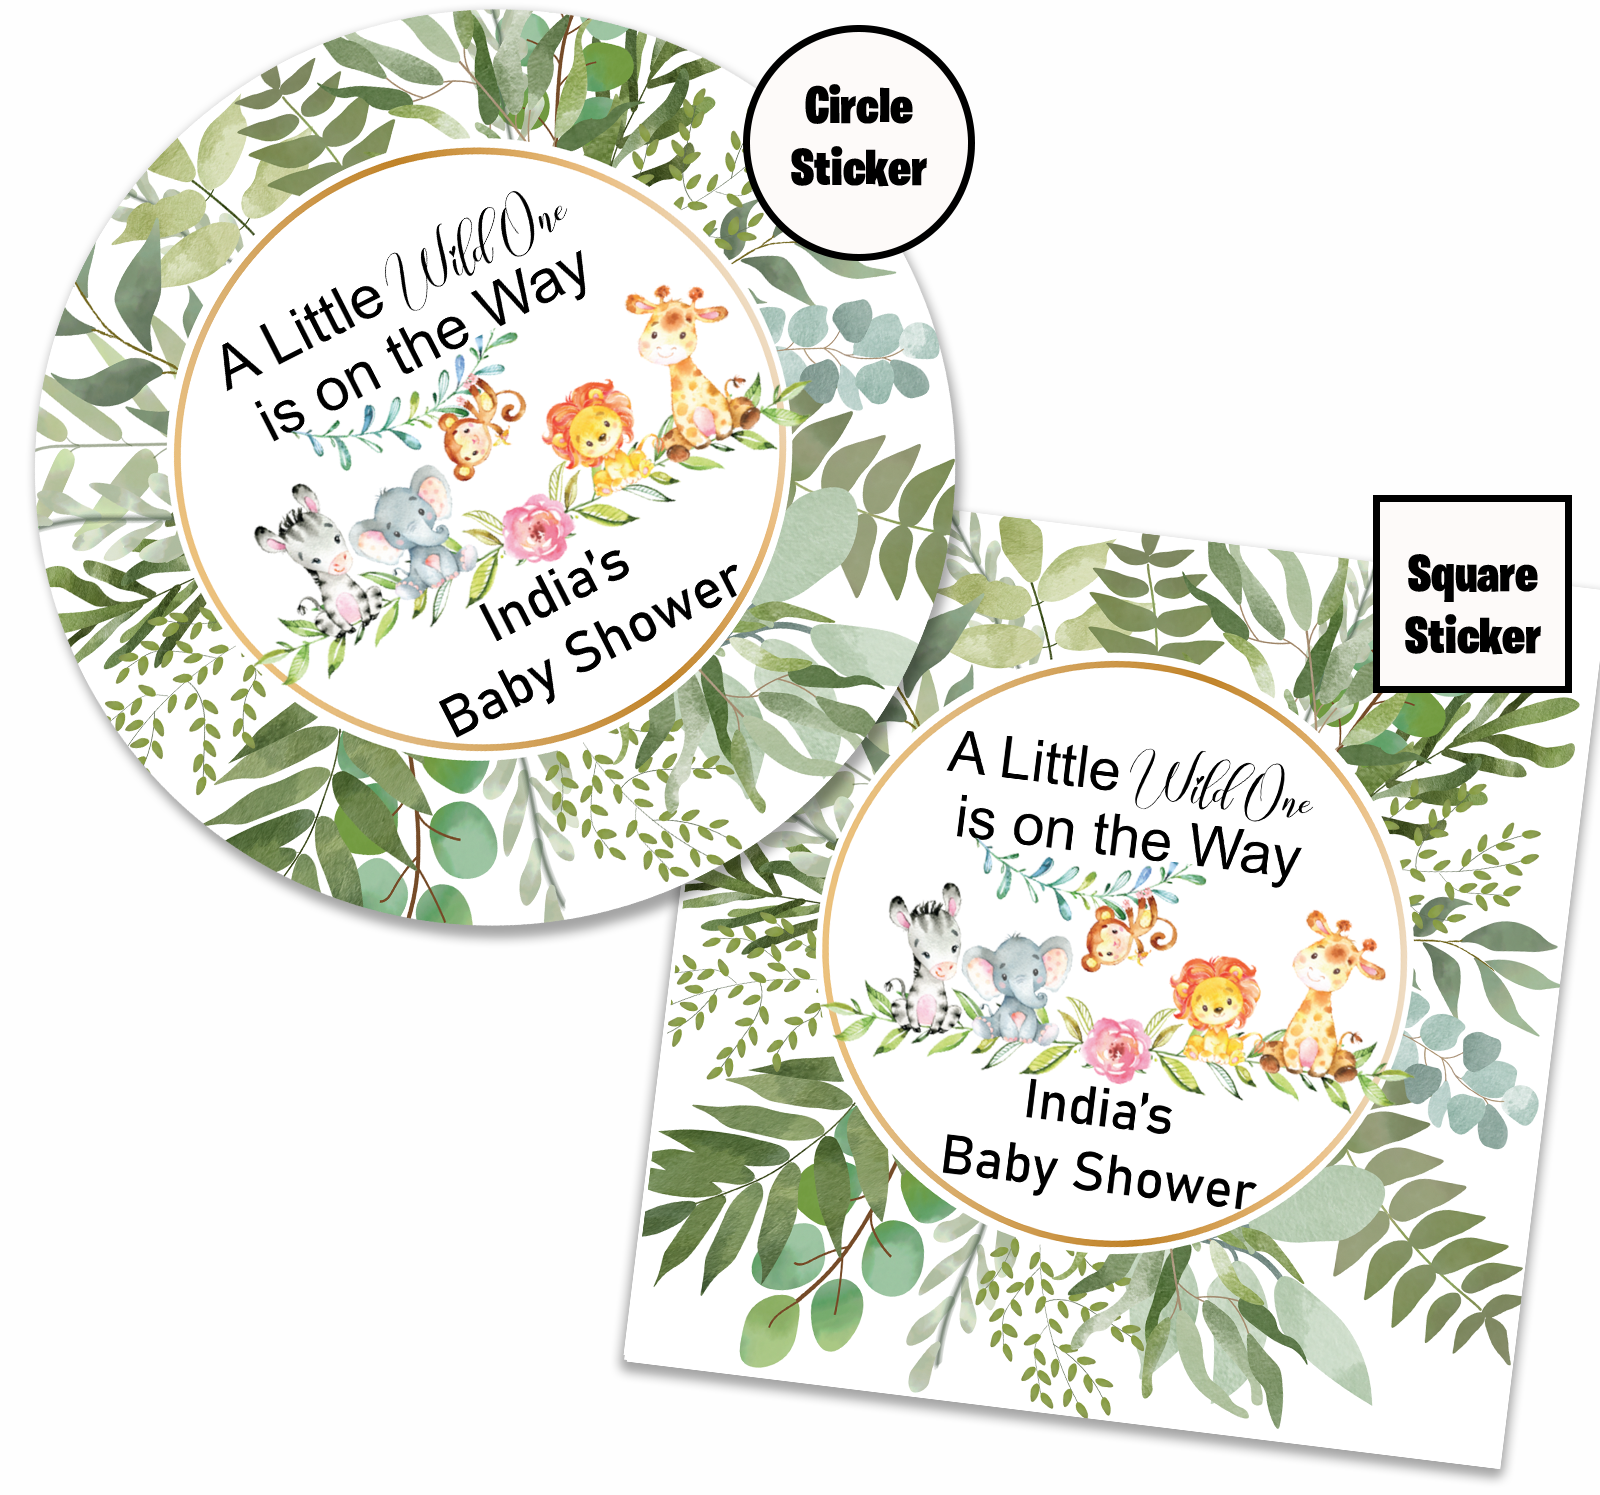 Circle
Sticker
A Little Wild One
is on the Way
India's
Baby Shower
Square
Sticker
A Little Wild One
is on the Way
India's
Baby Shower